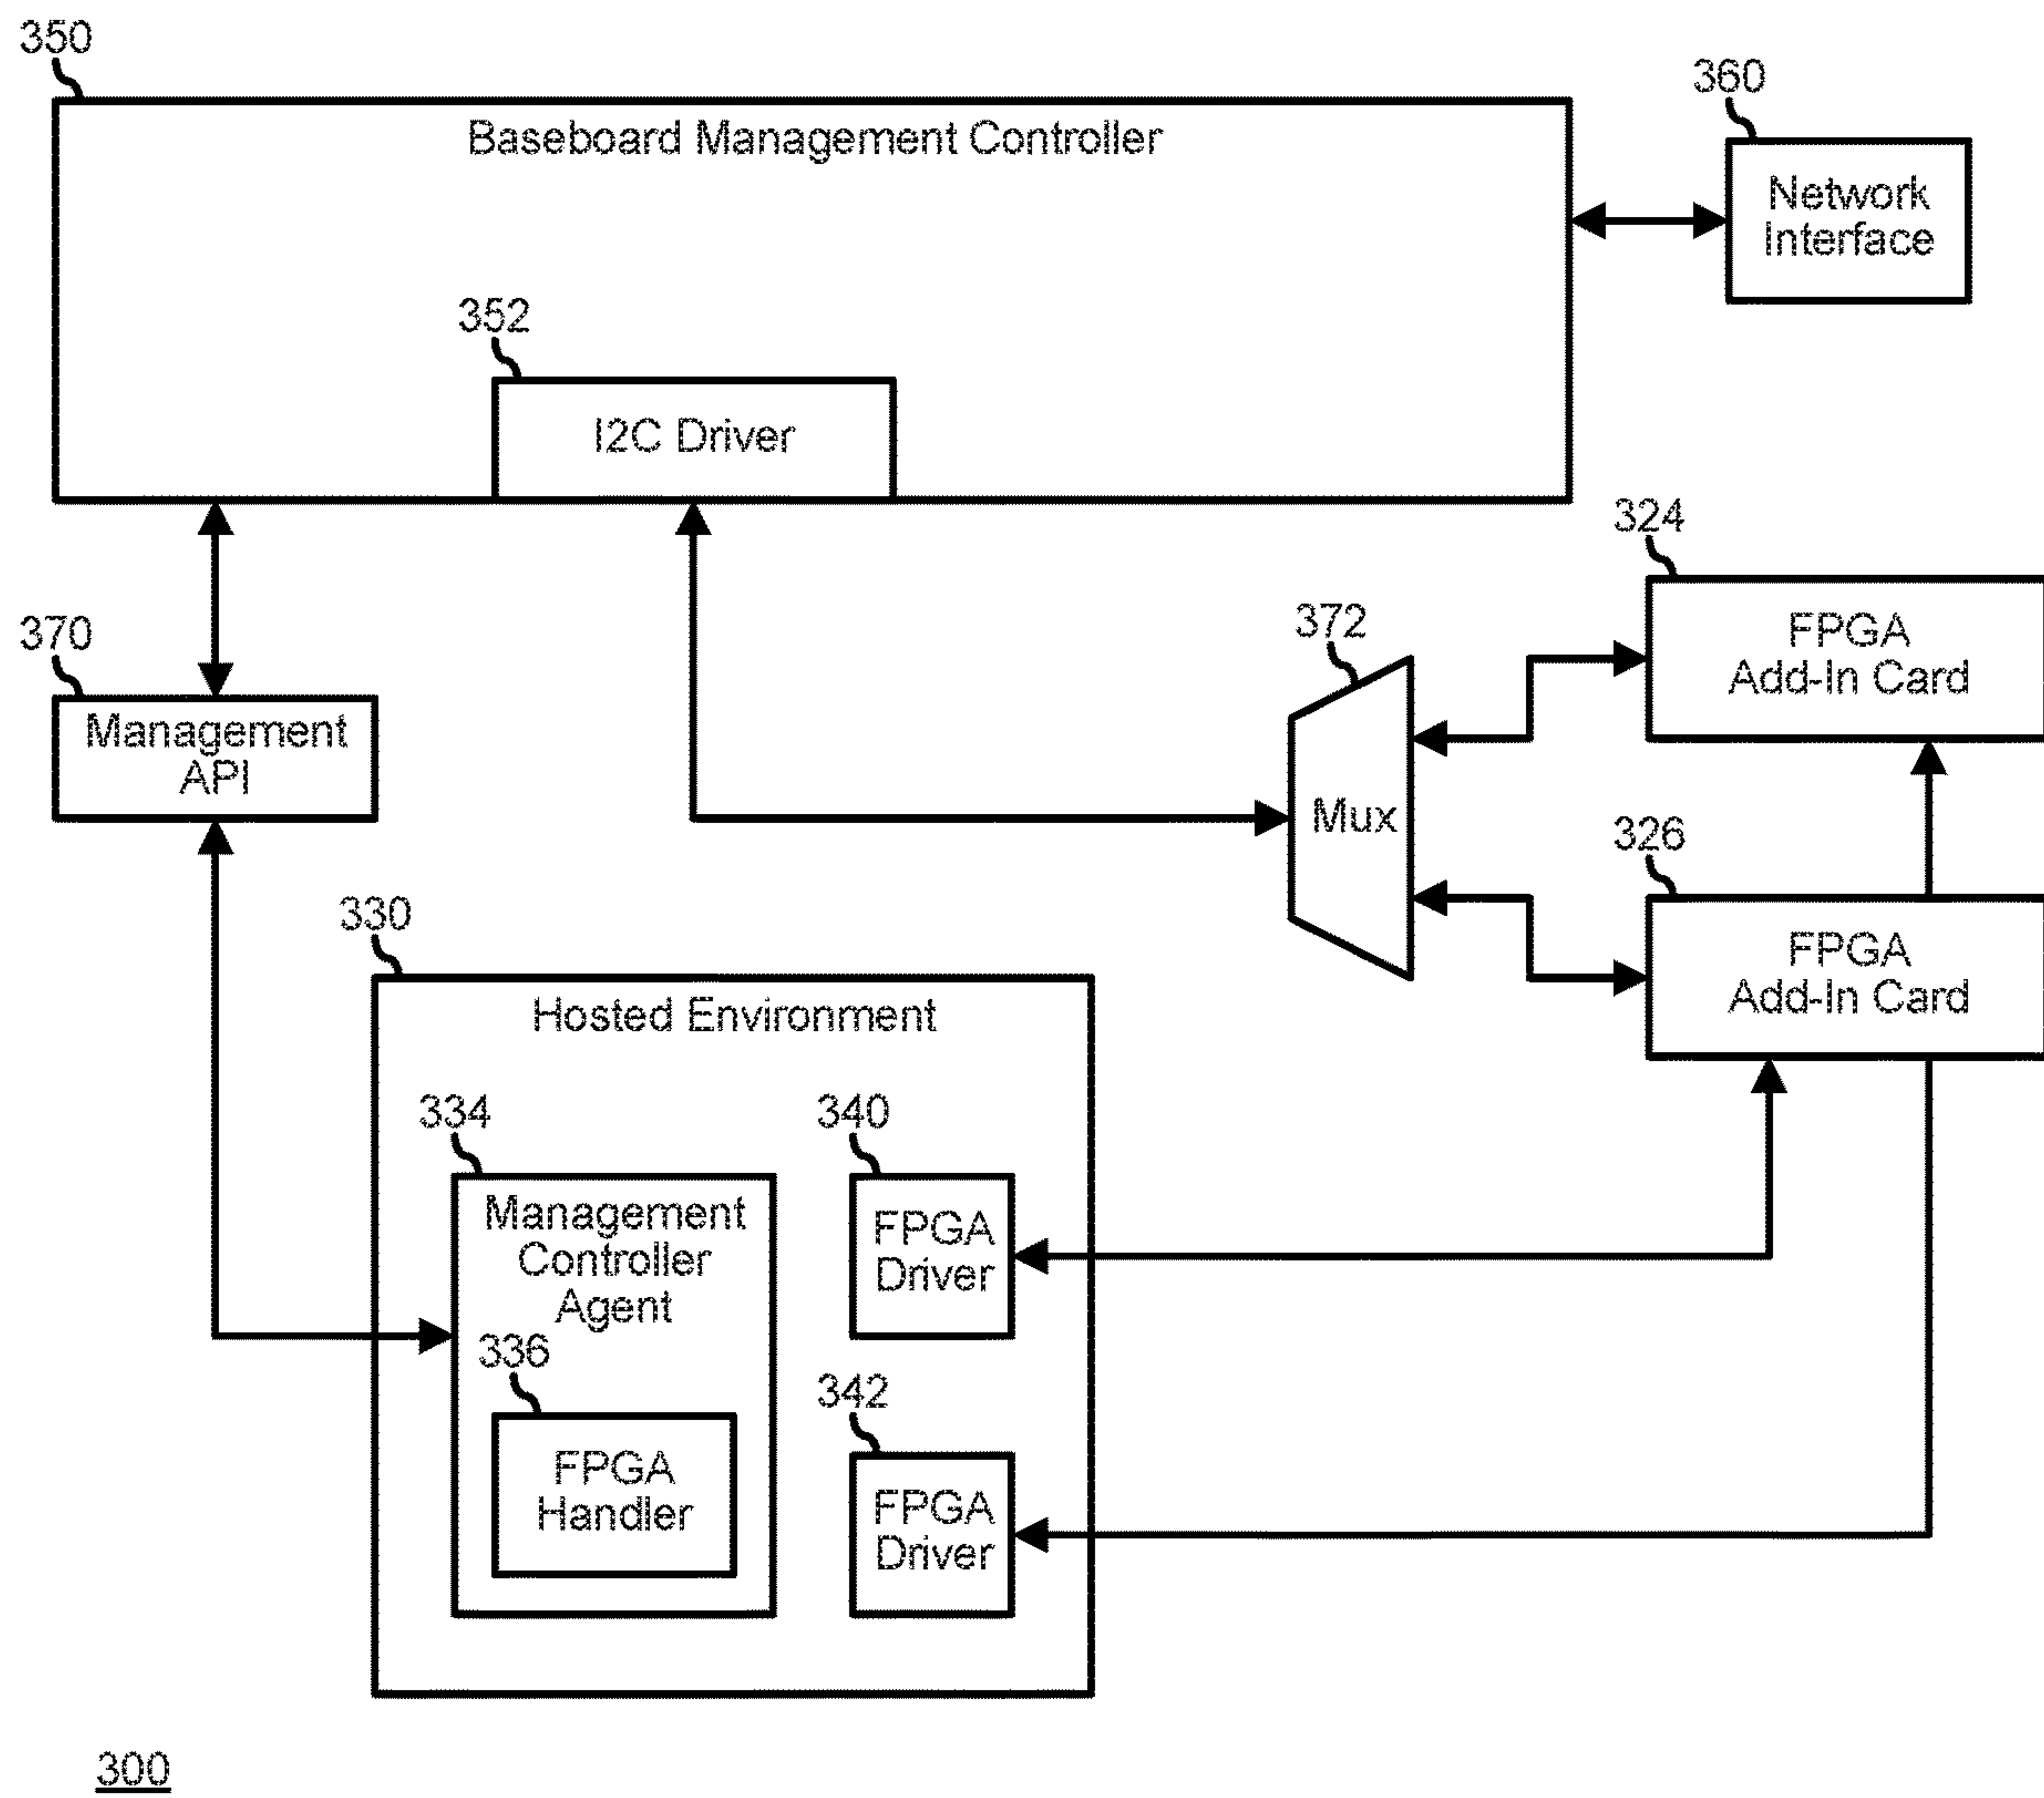 350
Baseboard Management Controller
360
Network
Interface
352
I2C Driver
324
FPGA
Add-In Card
370
Management
API
372
Mux
326
FPGA
Add-In Card
330
Hosted Environment
334
Management
Controller
Agent
340
FPGA
Driver
336
FPGA
Handler
342
FPGA
Driver
300